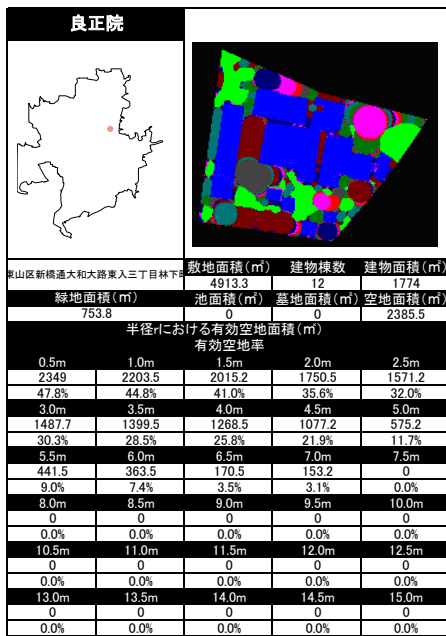 良正院
東山区新橋通大和大路東入三丁目林下町
敷地面積(㎡) 建物棟数 建物面積(㎡)
4913.3 12 1774
緑地面積(㎡) 池面積(㎡) 墓地面積(㎡) 空地面積(㎡)
753.8 0 0 2385.5
半径rにおける有効空地面積(㎡)
有効空地率
0.5m 1.0m 1.5m 2.0m 2.5m
2349 2203.5 2015.2 1750.5 1571.2
47.8% 44.8% 41.0% 35.6% 32.0%
3.0m 3.5m 4.0m 4.5m 5.0m
1487.7 1399.5 1268.5 1077.2 575.2
30.3% 28.5% 25.8% 21.9% 11.7%
5.5m 6.0m 6.5m 7.0m 7.5m
441.5 363.5 170.5 153.2 0
9.0% 7.4% 3.5% 3.1% 0.0%
8.0m 8.5m 9.0m 9.5m 10.0m
0 0 0 0 0
0.0% 0.0% 0.0% 0.0% 0.0%
10.5m 11.0m 11.5m 12.0m 12.5m
0 0 0 0 0
0.0% 0.0% 0.0% 0.0% 0.0%
13.0m 13.5m 14.0m 14.5m 15.0m
0 0 0 0 0
0.0% 0.0% 0.0% 0.0% 0.0%